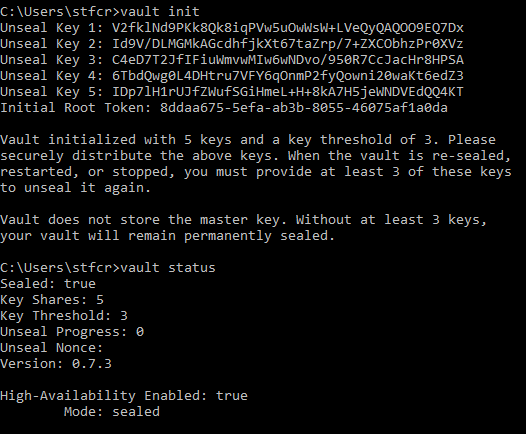 C:\Users\stfcr>vault init
Unseal Key 1: V2fklNd9PKk8Qk8iqPVw5uOwWsW+LVeQyQAQOO9EQ7Dx
Unseal Key 2: Id9V/DLMGMkAGcdhfjkXt67taZrp/7+ZXCObhzPr0XVz
Unseal Key 3: C4eD7T2JfIFiuWmvwMIw6wNDvo/950R7CcJacHr8HPSA
Unseal Key 4: 6TbdQwg0L4DHtru7VFY6qOnmP2fyQowni20waKt6edZ3
Unseal Key 5: IDp7lH1rUJfZWufSGiHmeL+H+8kA7H5jeWNDVEdQQ4KT
Initial Root Token: 8ddaa675-5efa-ab3b-8055-46075af1a0da
Vault initialized with 5 keys and a key threshold of 3. Please
securely distribute the above keys. When the vault is re-sealed,
restarted, or stopped, you must provide at least 3 of these keys
to unseal it again.
Vault does not store the master key. Without at least 3 keys,
your vault will remain permanently sealed.
C:\Users\stfcr>vault status
Sealed: true
Key Shares: 5
Key Threshold: 3
Unseal Progress: 0
Unseal Nonce:
Version: 0.7.3
High-Availability Enabled: true
Mode: sealed